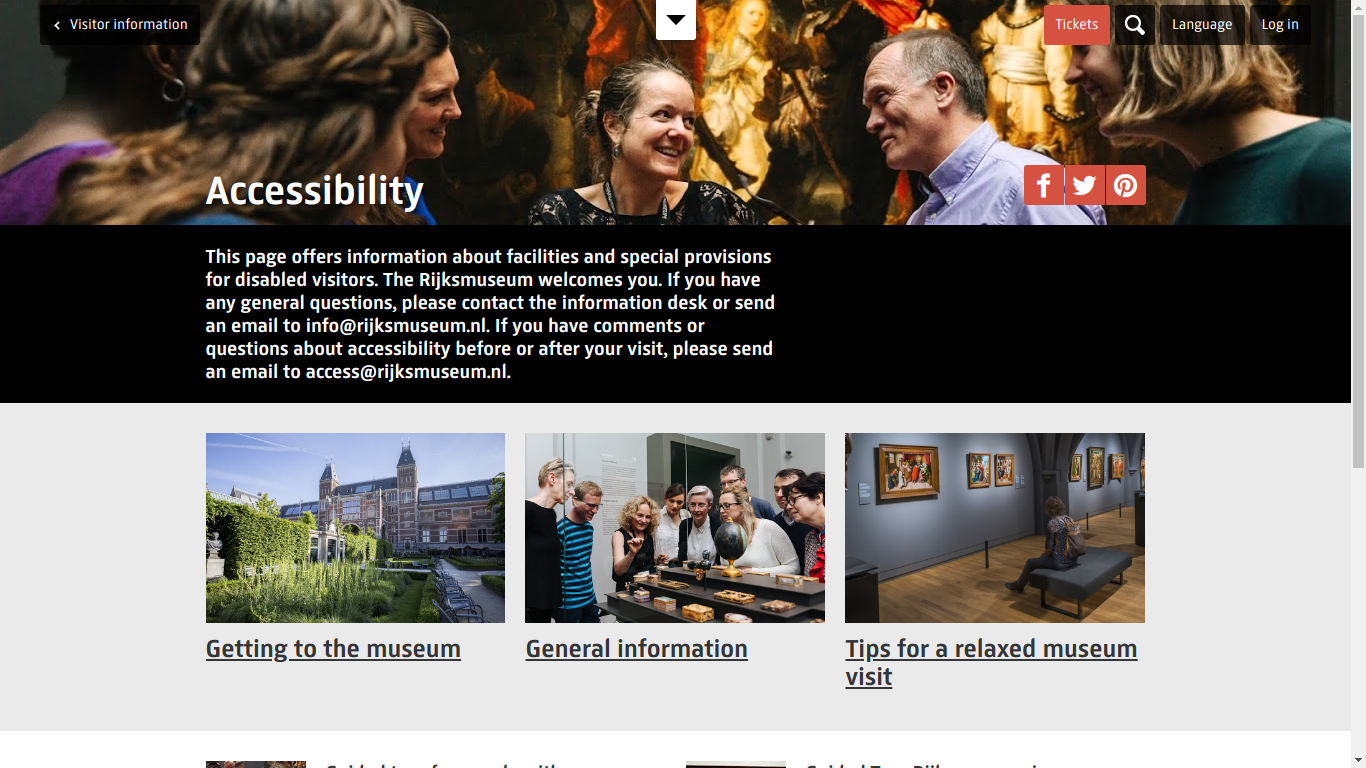 Visitor information
Tickets
Language
Log in
Accessibility
This page offers information about facilities and special provisions
for disabled visitors. The Rijksmuseum welcomes you. If you have
any general questions, please contact the information desk or send
an email to info@rijksmuseum.nl. If you have comments or
questions about accessibility before or after your visit, please send
an email to access@rijksmuseum.nl.
Getting to the museum
General information
Tips for a relaxed museum
visit